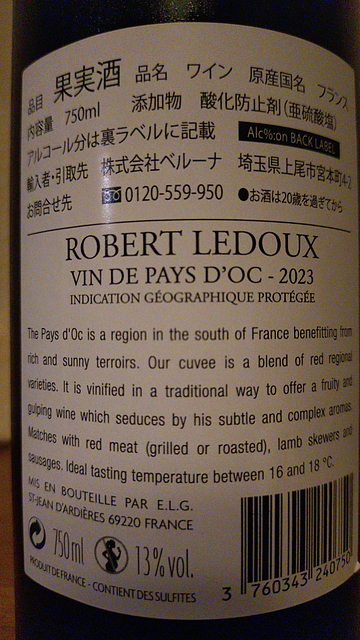 品目 果実酒 品名 ワイン 原産国名 フランス
内容量 750ml 添加物 酸化防止剤(亜硫酸塩)
アルコール分は裏ラベルに記載 Alc%:on BACK LABEL
輸入者・引取先 株式会社ベルーナ 埼玉県上尾市宮本町4-2
お問合せ先 0120-559-950 ●お酒は20歳を過ぎてから
ROBERT LEDOUX
VIN DE PAYS D'OC - 2023
INDICATION GÉOGRAPHIQUE PROTÉGÉE
The Pays d'Oc is a region in the south of France benefitting from
rich and sunny terroirs. Our cuvee is a blend of red regional
varieties. It is vinified in a traditional way to offer a fruity and
gulping wine which seduces by his subtle and complex aromas.
Matches with red meat (grilled or roasted), lamb skewers and
sausages. Ideal tasting temperature between 16 and 18 °C.
MIS EN BOUTEILLE PAR E.L.G.
ST-JEAN D'ARDIÈRES 69220 FRANCE
750ml 13% vol.
PRODUIT DE FRANCE - CONTIENT DES SULFITES
3 760343 240750